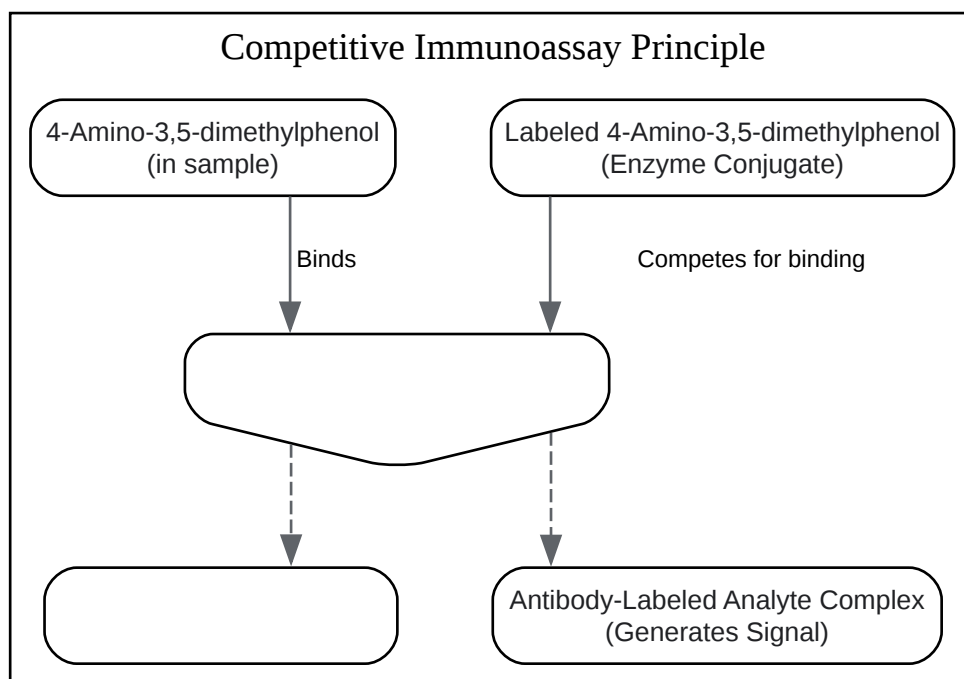 Competitive Immunoassay Principle
4-Amino-3,5-dimethylphenol
(in sample)
Labeled 4-Amino-3,5-dimethylphenol
(Enzyme Conjugate)
Binds
Competes for binding
Antibody-Labeled Analyte Complex
(Generates Signal)